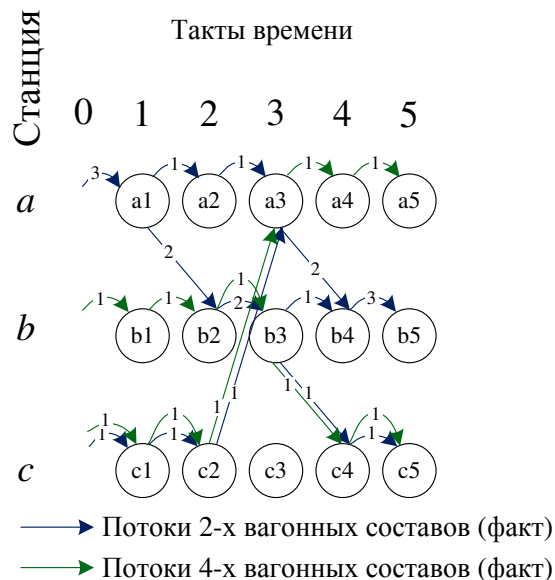 Такты времени
Станция
0 1 2 3 4 5
3 1 1 1 1
a a1 a2 a3 a4 a5
2 2
1 1 1 2 1 3
b b1 b2 b3 b4 b5
1 1 1 1
1 1 1 1
1 1 1
c c1 c2 c3 c4 c5
Потоки 2-х вагонных составов (факт)
Потоки 4-х вагонных составов (факт)